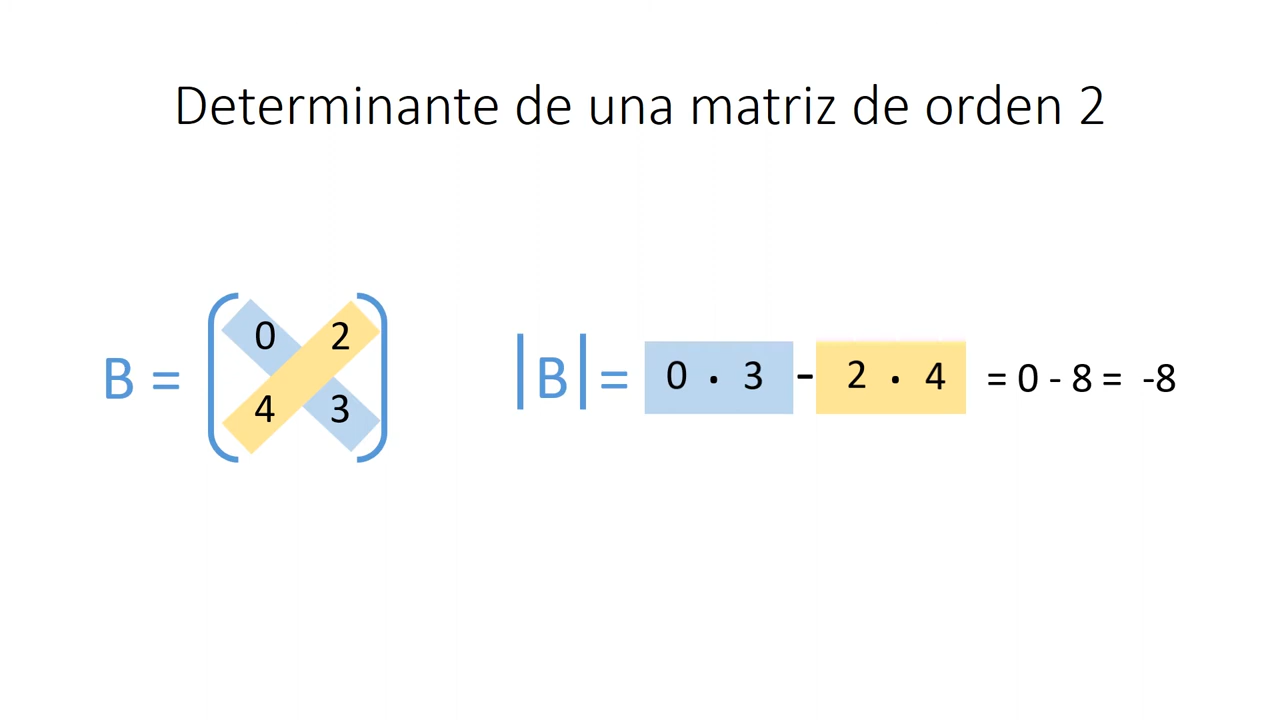 Determinante de una matriz de orden 2
B = ( 0 2
4 3 )
|B| = 0 · 3 - 2 · 4 = 0 - 8 = -8